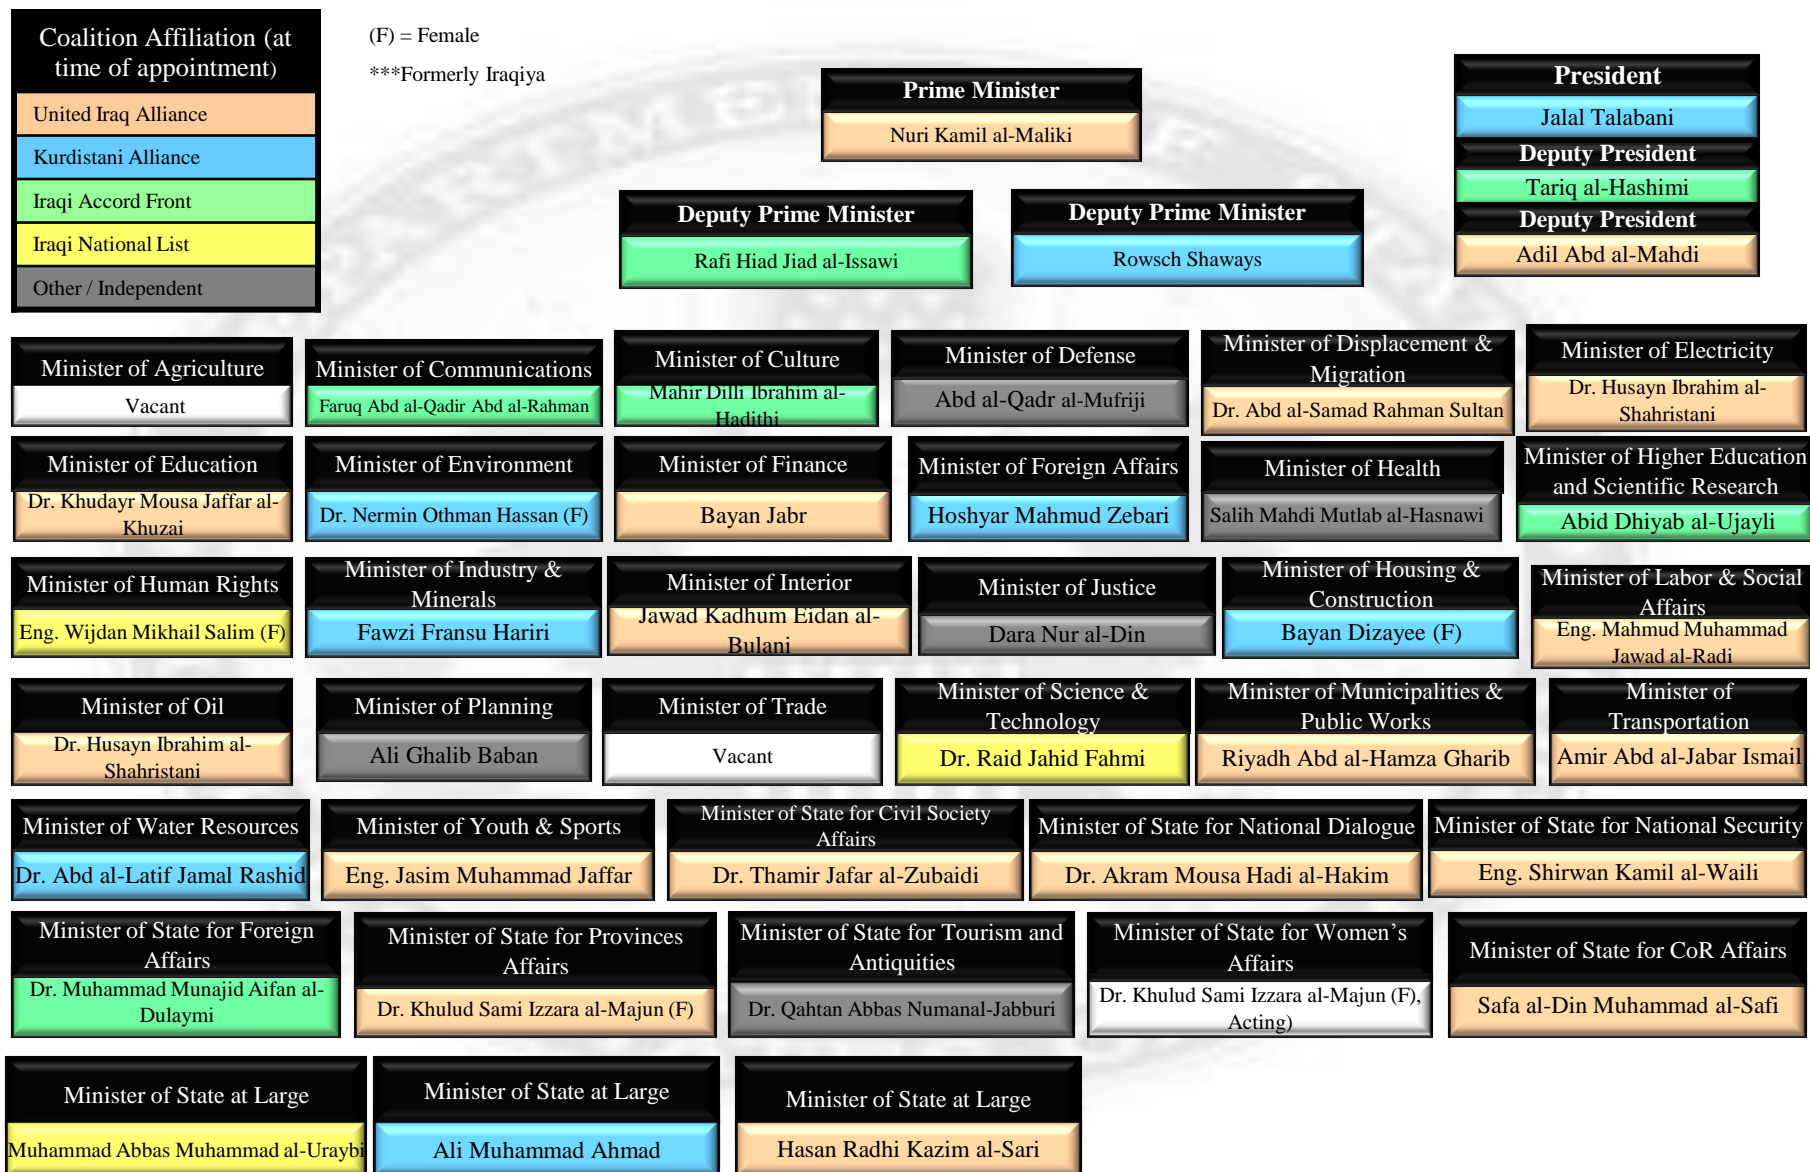 Coalition Affiliation (at
time of appointment)
United Iraq Alliance
Kurdistani Alliance
Iraqi Accord Front
Iraqi National List
Other / Independent
(F) = Female
***Formerly Iraqiya
Prime Minister
Nuri Kamil al-Maliki
President
Jalal Talabani
Deputy President
Tariq al-Hashimi
Deputy President
Adil Abd al-Mahdi
Deputy Prime Minister
Rafi Hiad Jiad al-Issawi
Deputy Prime Minister
Rowsch Shaways
Minister of Agriculture
Vacant
Minister of Communications
Faruq Abd al-Qadir Abd al-Rahman
Minister of Culture
Mahir Dilli Ibrahim al-
Hadithi
Minister of Defense
Abd al-Qadr al-Mufriji
Minister of Displacement &
Migration
Dr. Abd al-Samad Rahman Sultan
Minister of Electricity
Dr. Husayn Ibrahim al-
Shahristani
Minister of Education
Dr. Khudayr Mousa Jaffar al-
Khuzai
Minister of Environment
Dr. Nermin Othman Hassan (F)
Minister of Finance
Bayan Jabr
Minister of Foreign Affairs
Hoshyar Mahmud Zebari
Minister of Health
Salih Mahdi Mutlab al-Hasnawi
Minister of Higher Education
and Scientific Research
Abid Dhiyab al-Ujayli
Minister of Human Rights
Eng. Wijdan Mikhail Salim (F)
Minister of Industry &
Minerals
Fawzi Fransu Hariri
Minister of Interior
Jawad Kadhum Eidan al-
Bulani
Minister of Justice
Dara Nur al-Din
Minister of Housing &
Construction
Bayan Dizayee (F)
Minister of Labor & Social
Affairs
Eng. Mahmud Muhammad
Jawad al-Radi
Minister of Oil
Dr. Husayn Ibrahim al-
Shahristani
Minister of Planning
Ali Ghalib Baban
Minister of Trade
Vacant
Minister of Science &
Technology
Dr. Raid Jahid Fahmi
Minister of Municipalities &
Public Works
Riyadh Abd al-Hamza Gharib
Minister of
Transportation
Amir Abd al-Jabar Ismail
Minister of Water Resources
Dr. Abd al-Latif Jamal Rashid
Minister of Youth & Sports
Eng. Jasim Muhammad Jaffar
Minister of State for Civil Society
Affairs
Dr. Thamir Jafar al-Zubaidi
Minister of State for National Dialogue
Dr. Akram Mousa Hadi al-Hakim
Minister of State for National Security
Eng. Shirwan Kamil al-Waili
Minister of State for Foreign
Affairs
Dr. Muhammad Munajid Aifan al-
Dulaymi
Minister of State for Provinces
Affairs
Dr. Khulud Sami Izzara al-Majun (F)
Minister of State for Tourism and
Antiquities
Dr. Qahtan Abbas Numanal-Jabburi
Minister of State for Women's
Affairs
Dr. Khulud Sami Izzara al-Majun (F),
Acting)
Minister of State for CoR Affairs
Safa al-Din Muhammad al-Safi
Minister of State at Large
Muhammad Abbas Muhammad al-Uraybi
Minister of State at Large
Ali Muhammad Ahmad
Minister of State at Large
Hasan Radhi Kazim al-Sari